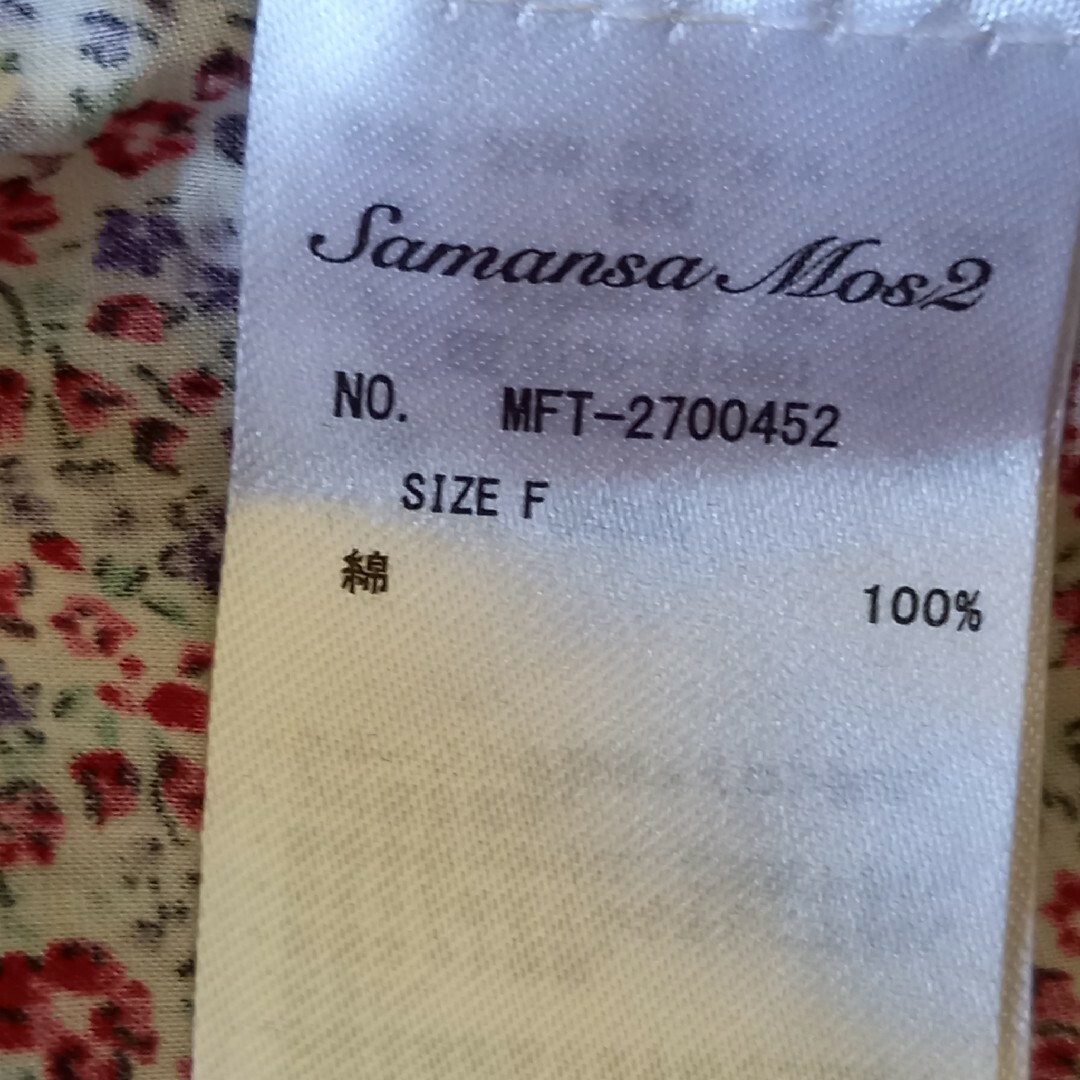 Samansa Mos2
NO. MFT-2700452
SIZE F
綿 100%